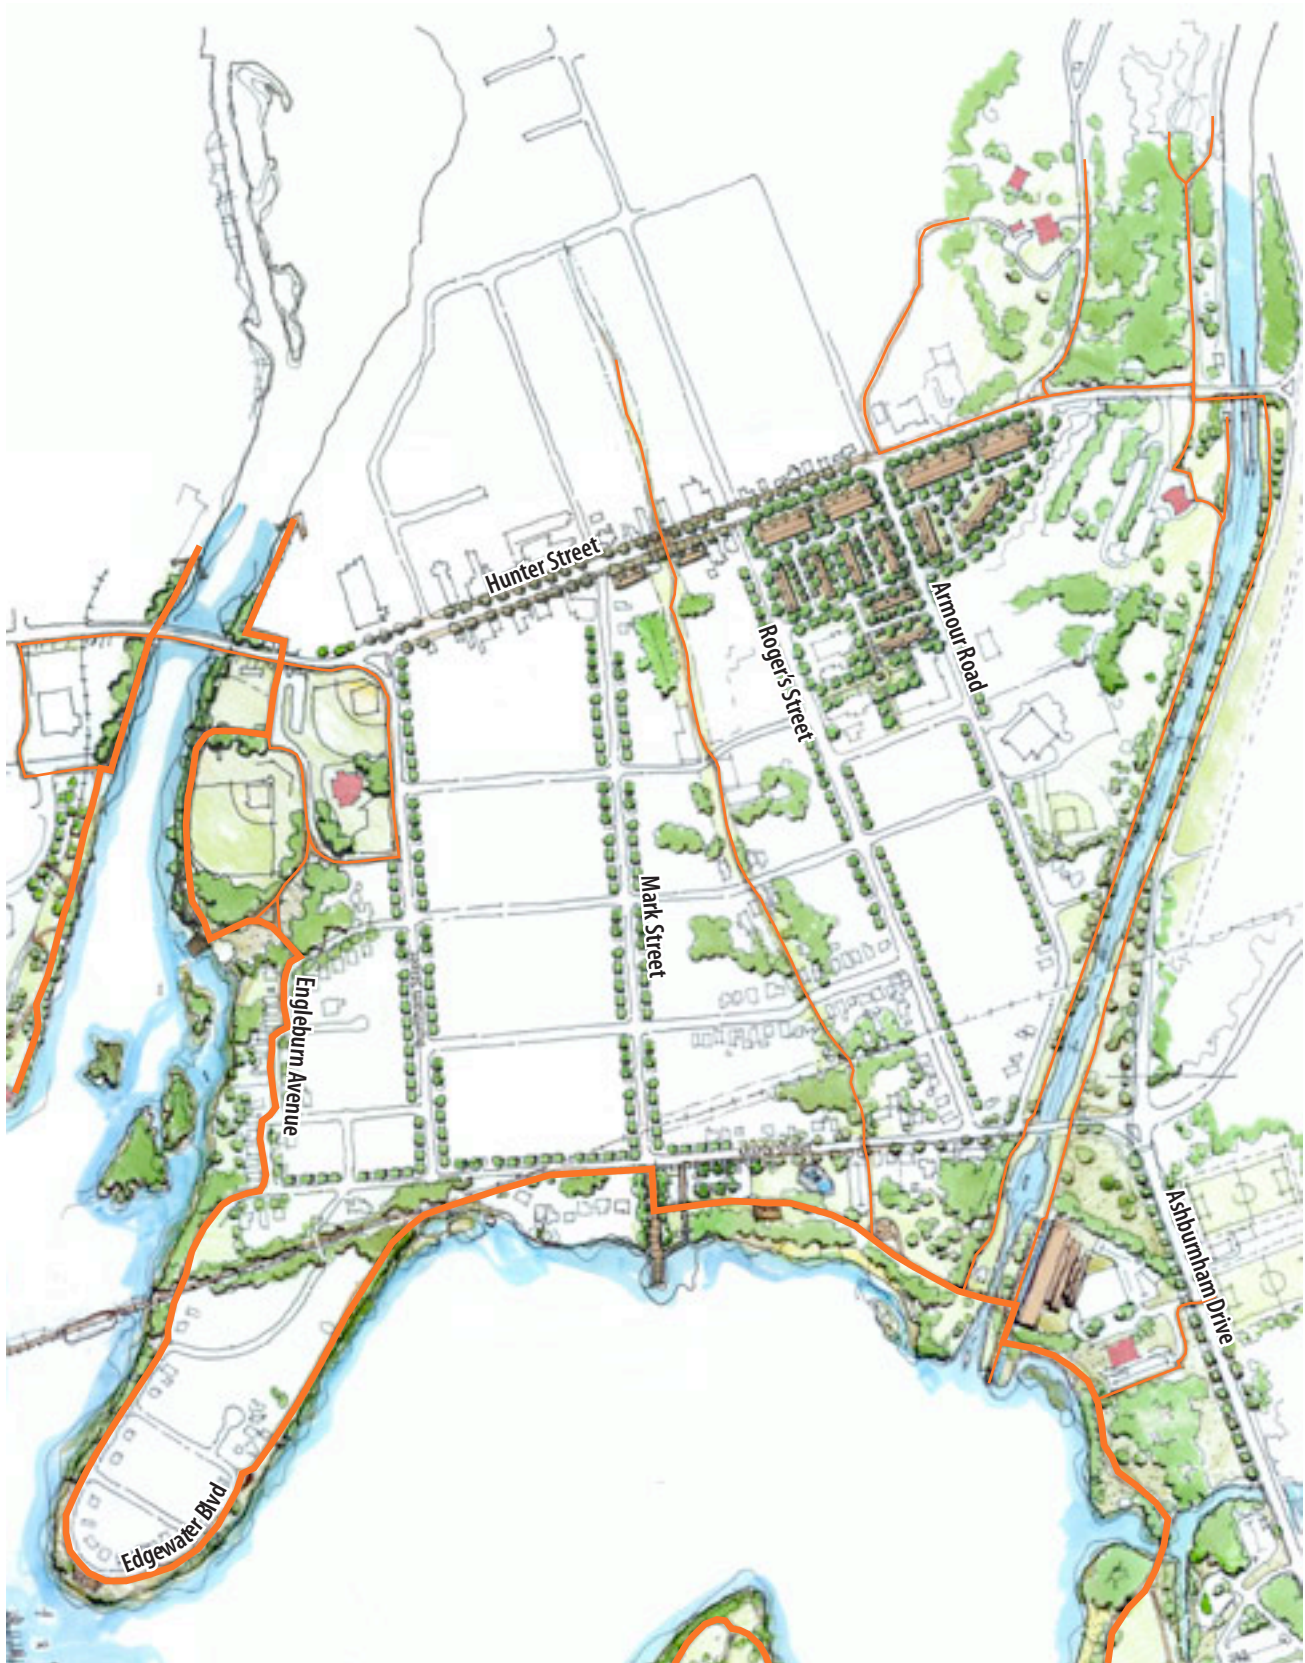 Hunter Street
Armour Road
Roger's Street
Mark Street
Engleburn Avenue
Ashburnham Drive
Edgewater Blvd